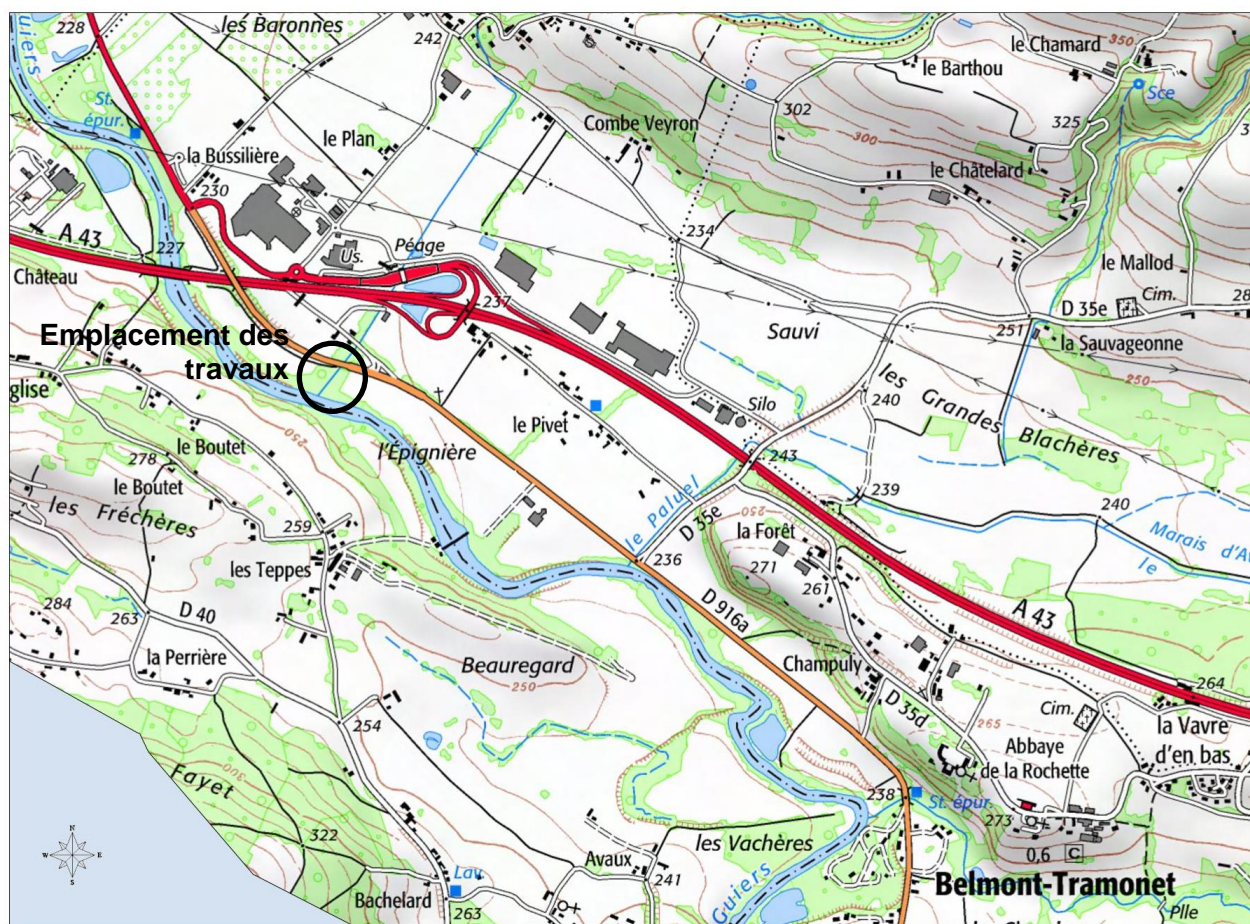 228
les Baronnes
242
le Chamard
350
le Barthou
Guiers
St.
épur.
Sce
302
Combe Veyron
300
325
le Plan
la Bussilière
le Châtelard
230
234
A 43
227
Péage
Us.
le Mallod
Cim.
28
Château
237
D 35e
251
Sauvi
la Sauvageonne
Emplacement des
travaux
250
les Grandes Blachères
glise
Silo
240
le Pivet
le Boutet
250
l'Épignière
243
278
le Boutet
239
240
les Fréchères
le Paluel
D 35e
250
Marais d'A
le
259
la Forêt
236
271
les Teppes
261
284
263
D 40
D 916a
A 43
la Perrière
Beauregard
250
Champuly
264
D 35d
265
Cim.
254
la Vavre
d'en bas
Abbaye
de la Rochette
Fayet
300
238
St. épur.
N
W
E
S
273
322
les Vachères
0,6
C
Avaux
Lav.
241
Guiers
Belmont-Tramonet
Bachelard
263
Plle